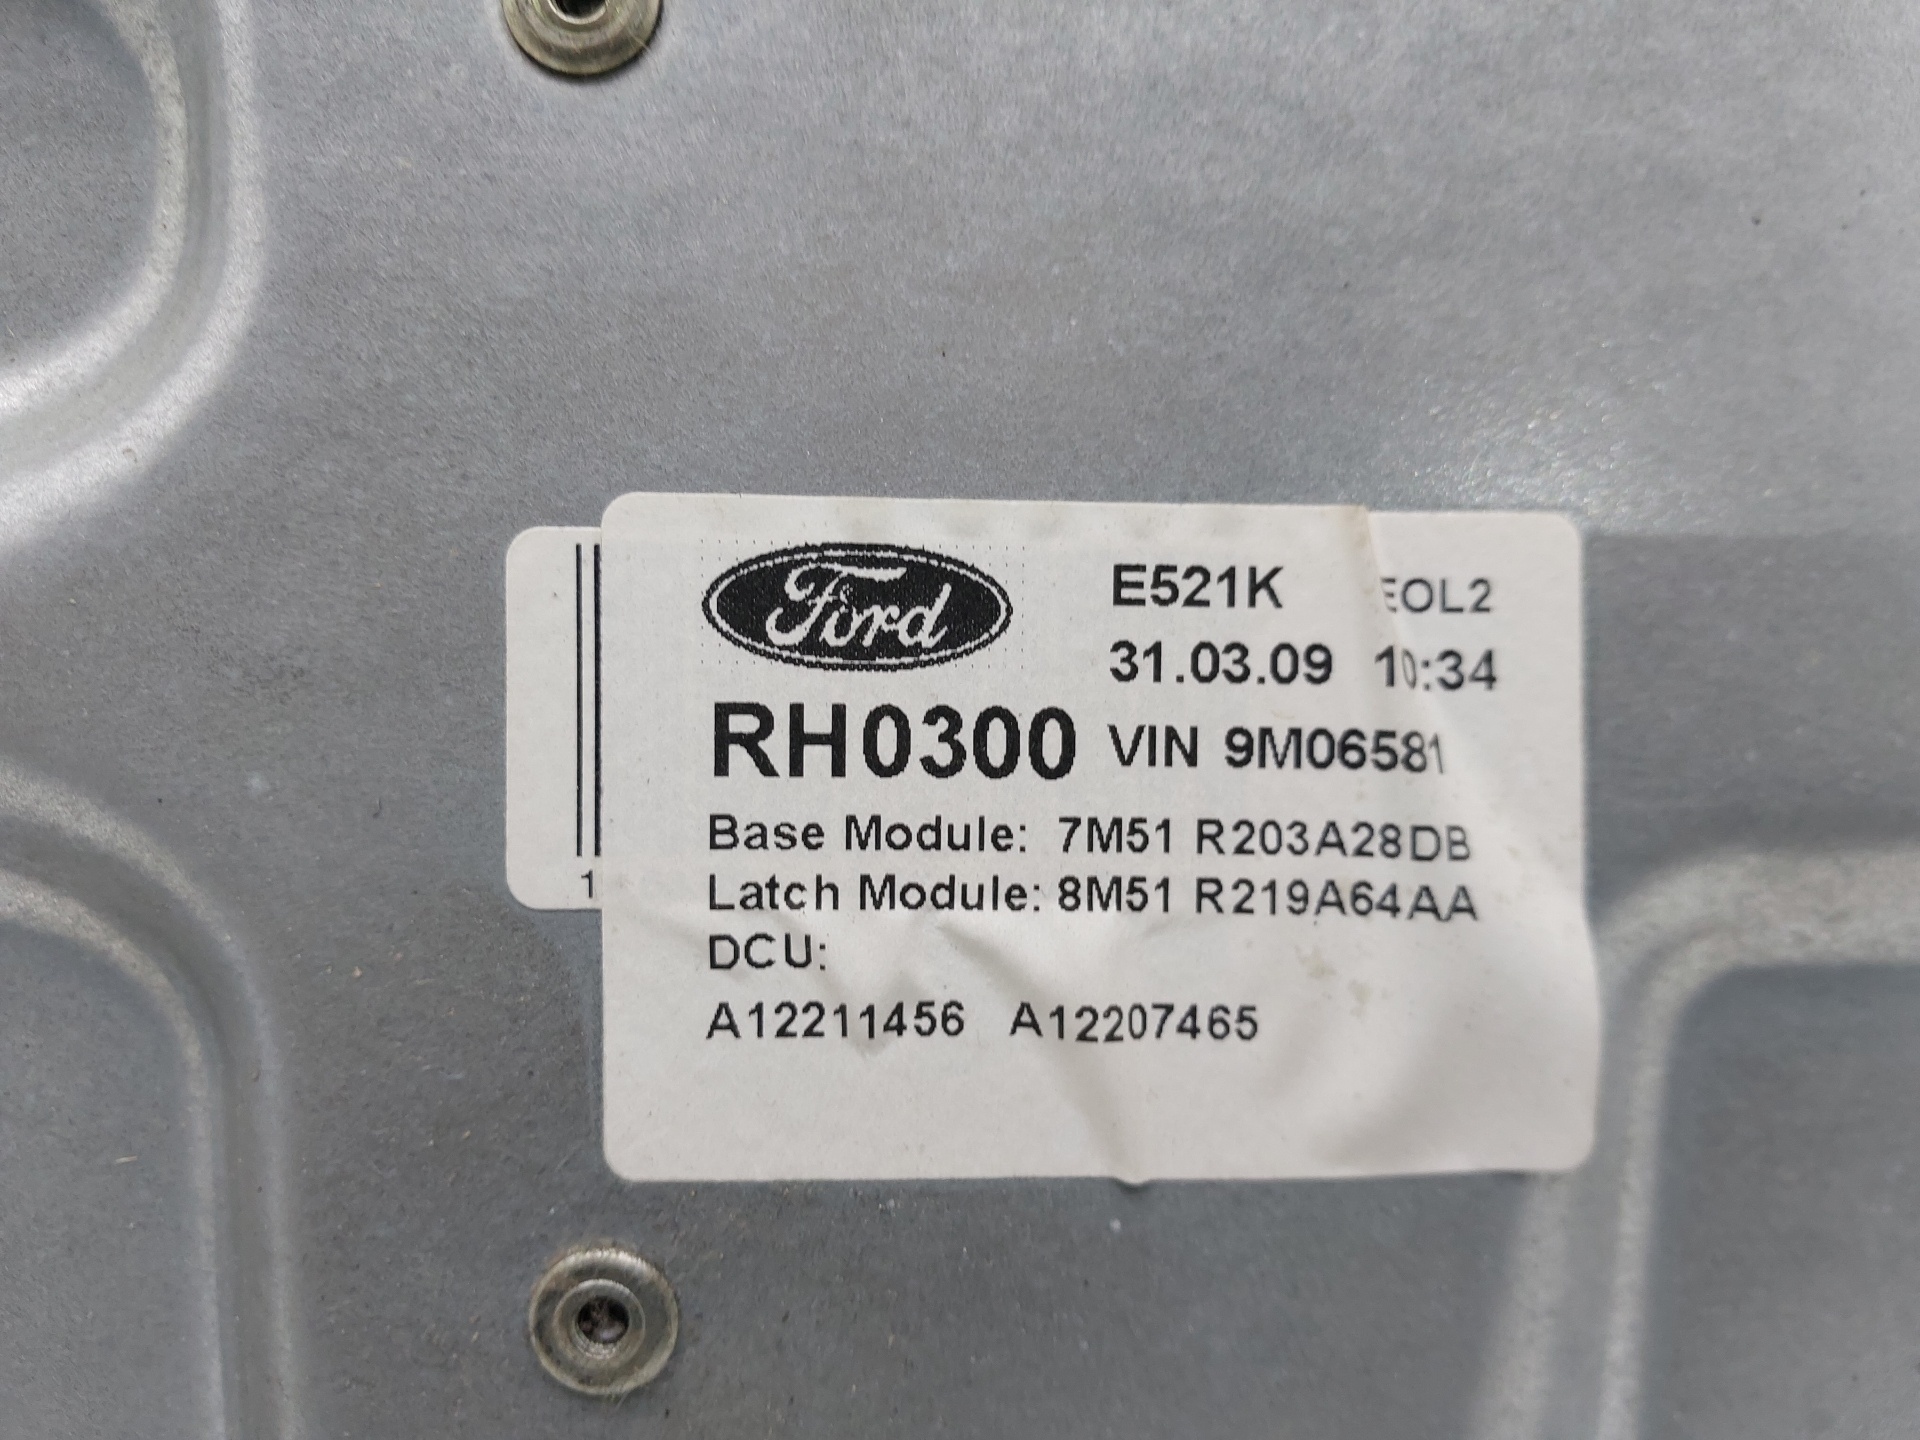 Ford
E521K EOL2
31.03.09 10:34
RH0300 VIN 9M06581
Base Module: 7M51 R203A28DB
Latch Module: 8M51 R219A64AA
DCU:
A12211456 A12207465
1